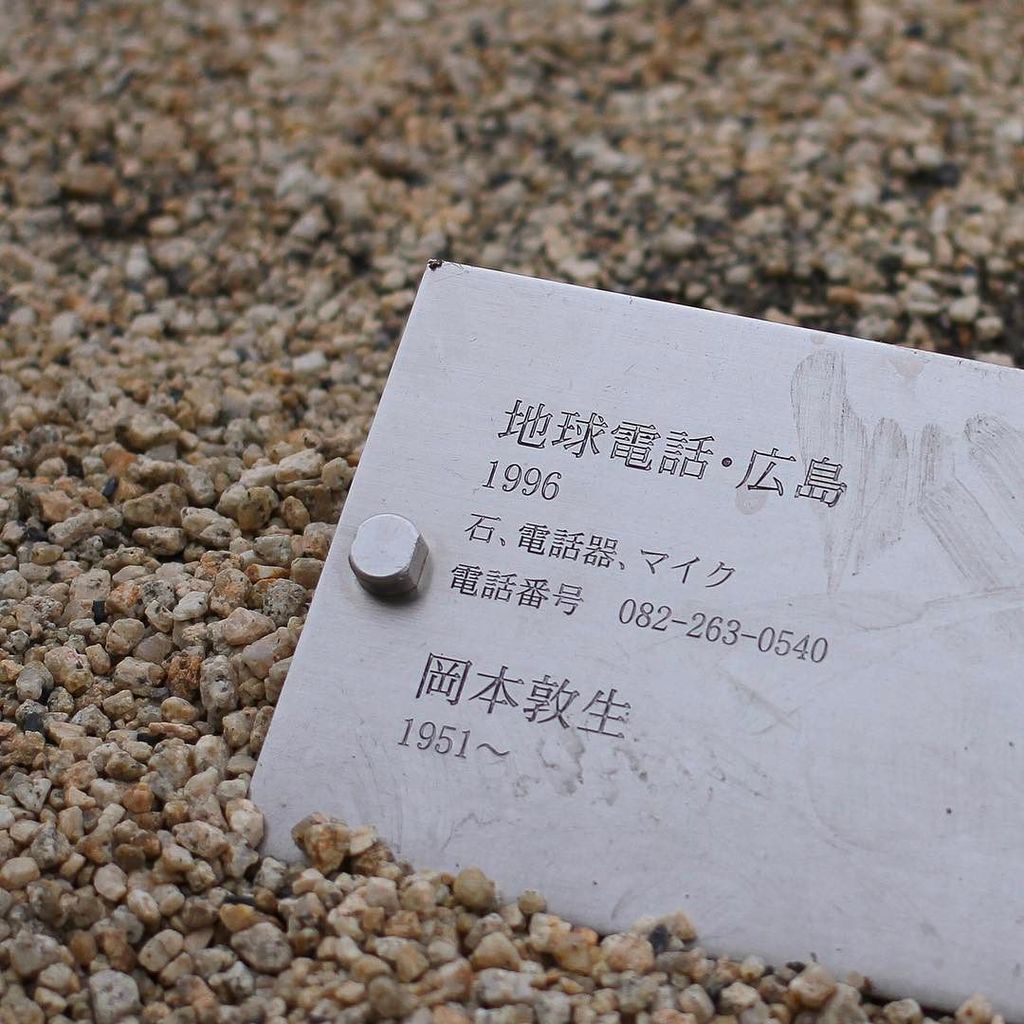 地球電話・広島
1996
石、電話器、マイク
電話番号　082-263-0540
岡本敦生
1951～